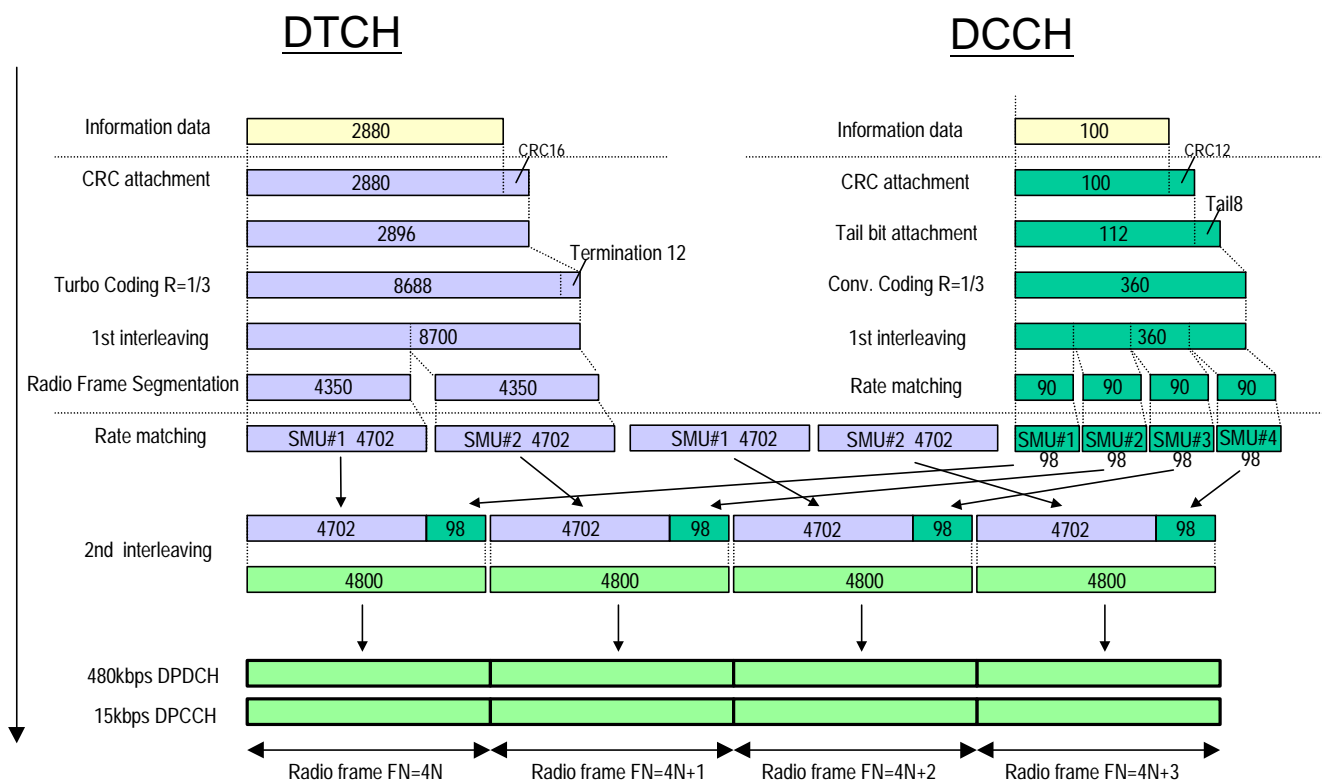 DTCH
DCCH
Information data
2880
Information data
100
CRC16
CRC12
CRC attachment
2880
CRC attachment
100
Tail8
2896
Tail bit attachment
112
Termination 12
Turbo Coding R=1/3
8688
Conv. Coding R=1/3
360
1st interleaving
8700
1st interleaving
360
Radio Frame Segmentation
4350
4350
Rate matching
90
90
90
90
Rate matching
SMU#1 4702
SMU#2 4702
SMU#1 4702
SMU#2 4702
SMU#1
SMU#2
SMU#3
SMU#4
98
98
98
98
4702
98
4702
98
4702
98
4702
98
2nd interleaving
4800
4800
4800
4800
480kbps DPDCH
15kbps DPCCH
Radio frame FN=4N
Radio frame FN=4N+1
Radio frame FN=4N+2
Radio frame FN=4N+3